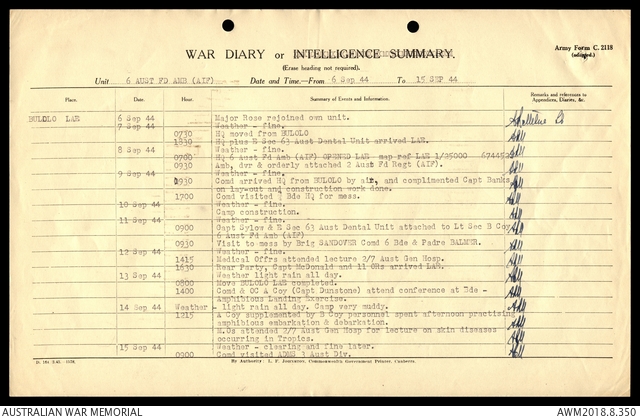 Army Form C. 2118
(adapted.)
WAR DIARY or INTELLIGENCE SUMMARY.
(Erase heading not required).
Unit 6 AUST FD AMB (AIF) Date and Time.—From 6 Sep 44 To 15 SEP 44
Place. Date Hour. Summary of Events and Information. Remarks and references to Appendices, Diaries, &c.
BULOLO LAE 6 Sep 44 Major Rose rejoined own unit.
7 Sep 44 Weather - fine.
0730 HQ moved from BULOLO
1830 HQ plus E Sec 63 Aust Dental Unit arrived LAE.
8 Sep 44 Weather - fine.
0700 HQ 6 Aust Fd Amb (AIF) OPENED LAE map ref LAE 1/25000
0930 Amb, dvr & orderly attached 2 Aust Fd Regt (AIF)
9 Sep 44 Weather - fine.
0930 Comd arrived HQ from BULOLO by air, and complimented Capt Banks
on lay-out and construction work done.
1700 Comd visited Bde HQ for mess.
10 Sep 44 Weather - fine.
Camp construction.
11 Sep 44 Weather - fine.
0900 Capt Sylow & E Sec 63 Aust Dental Unit attached to Lt Sec B Coy
6 Aust Fd Amb (AIF)
0930 Visit to mess by Brig SANDOVER Comd 6 Bde & Padre BALMER.
12 Sep 44 Weather - fine.
1415 Medical Offrs attended lecture 2/7 Aust Gen Hosp.
1630 Rear Party, Capt McDonald and 11 ORs arrived LAE.
13 Sep 44 Weather light rain all day.
0800 Move BULOLO LAE completed.
1400 Comd & OC A Coy (Capt Dunstone) attend conference at Bde -
Amphibious Landing Exercise.
14 Sep 44 Weather - light rain all day. Camp very muddy.
1215 A Coy supplemented by B Coy personnel spent afternoon practising
amphibious embarkation & debarkation.
M.Os attended 2/7 Aust Gen Hosp for lecture on skin diseases
occurring in Tropics.
15 Sep 44 Weather - clearing and fine later.
0900 Comd visited ADMS 3 Aust Div.
By Authority: L. F. Johnston, Commonwealth Government Printer, Canberra.
AUSTRALIAN WAR MEMORIAL AWM2018.8.350